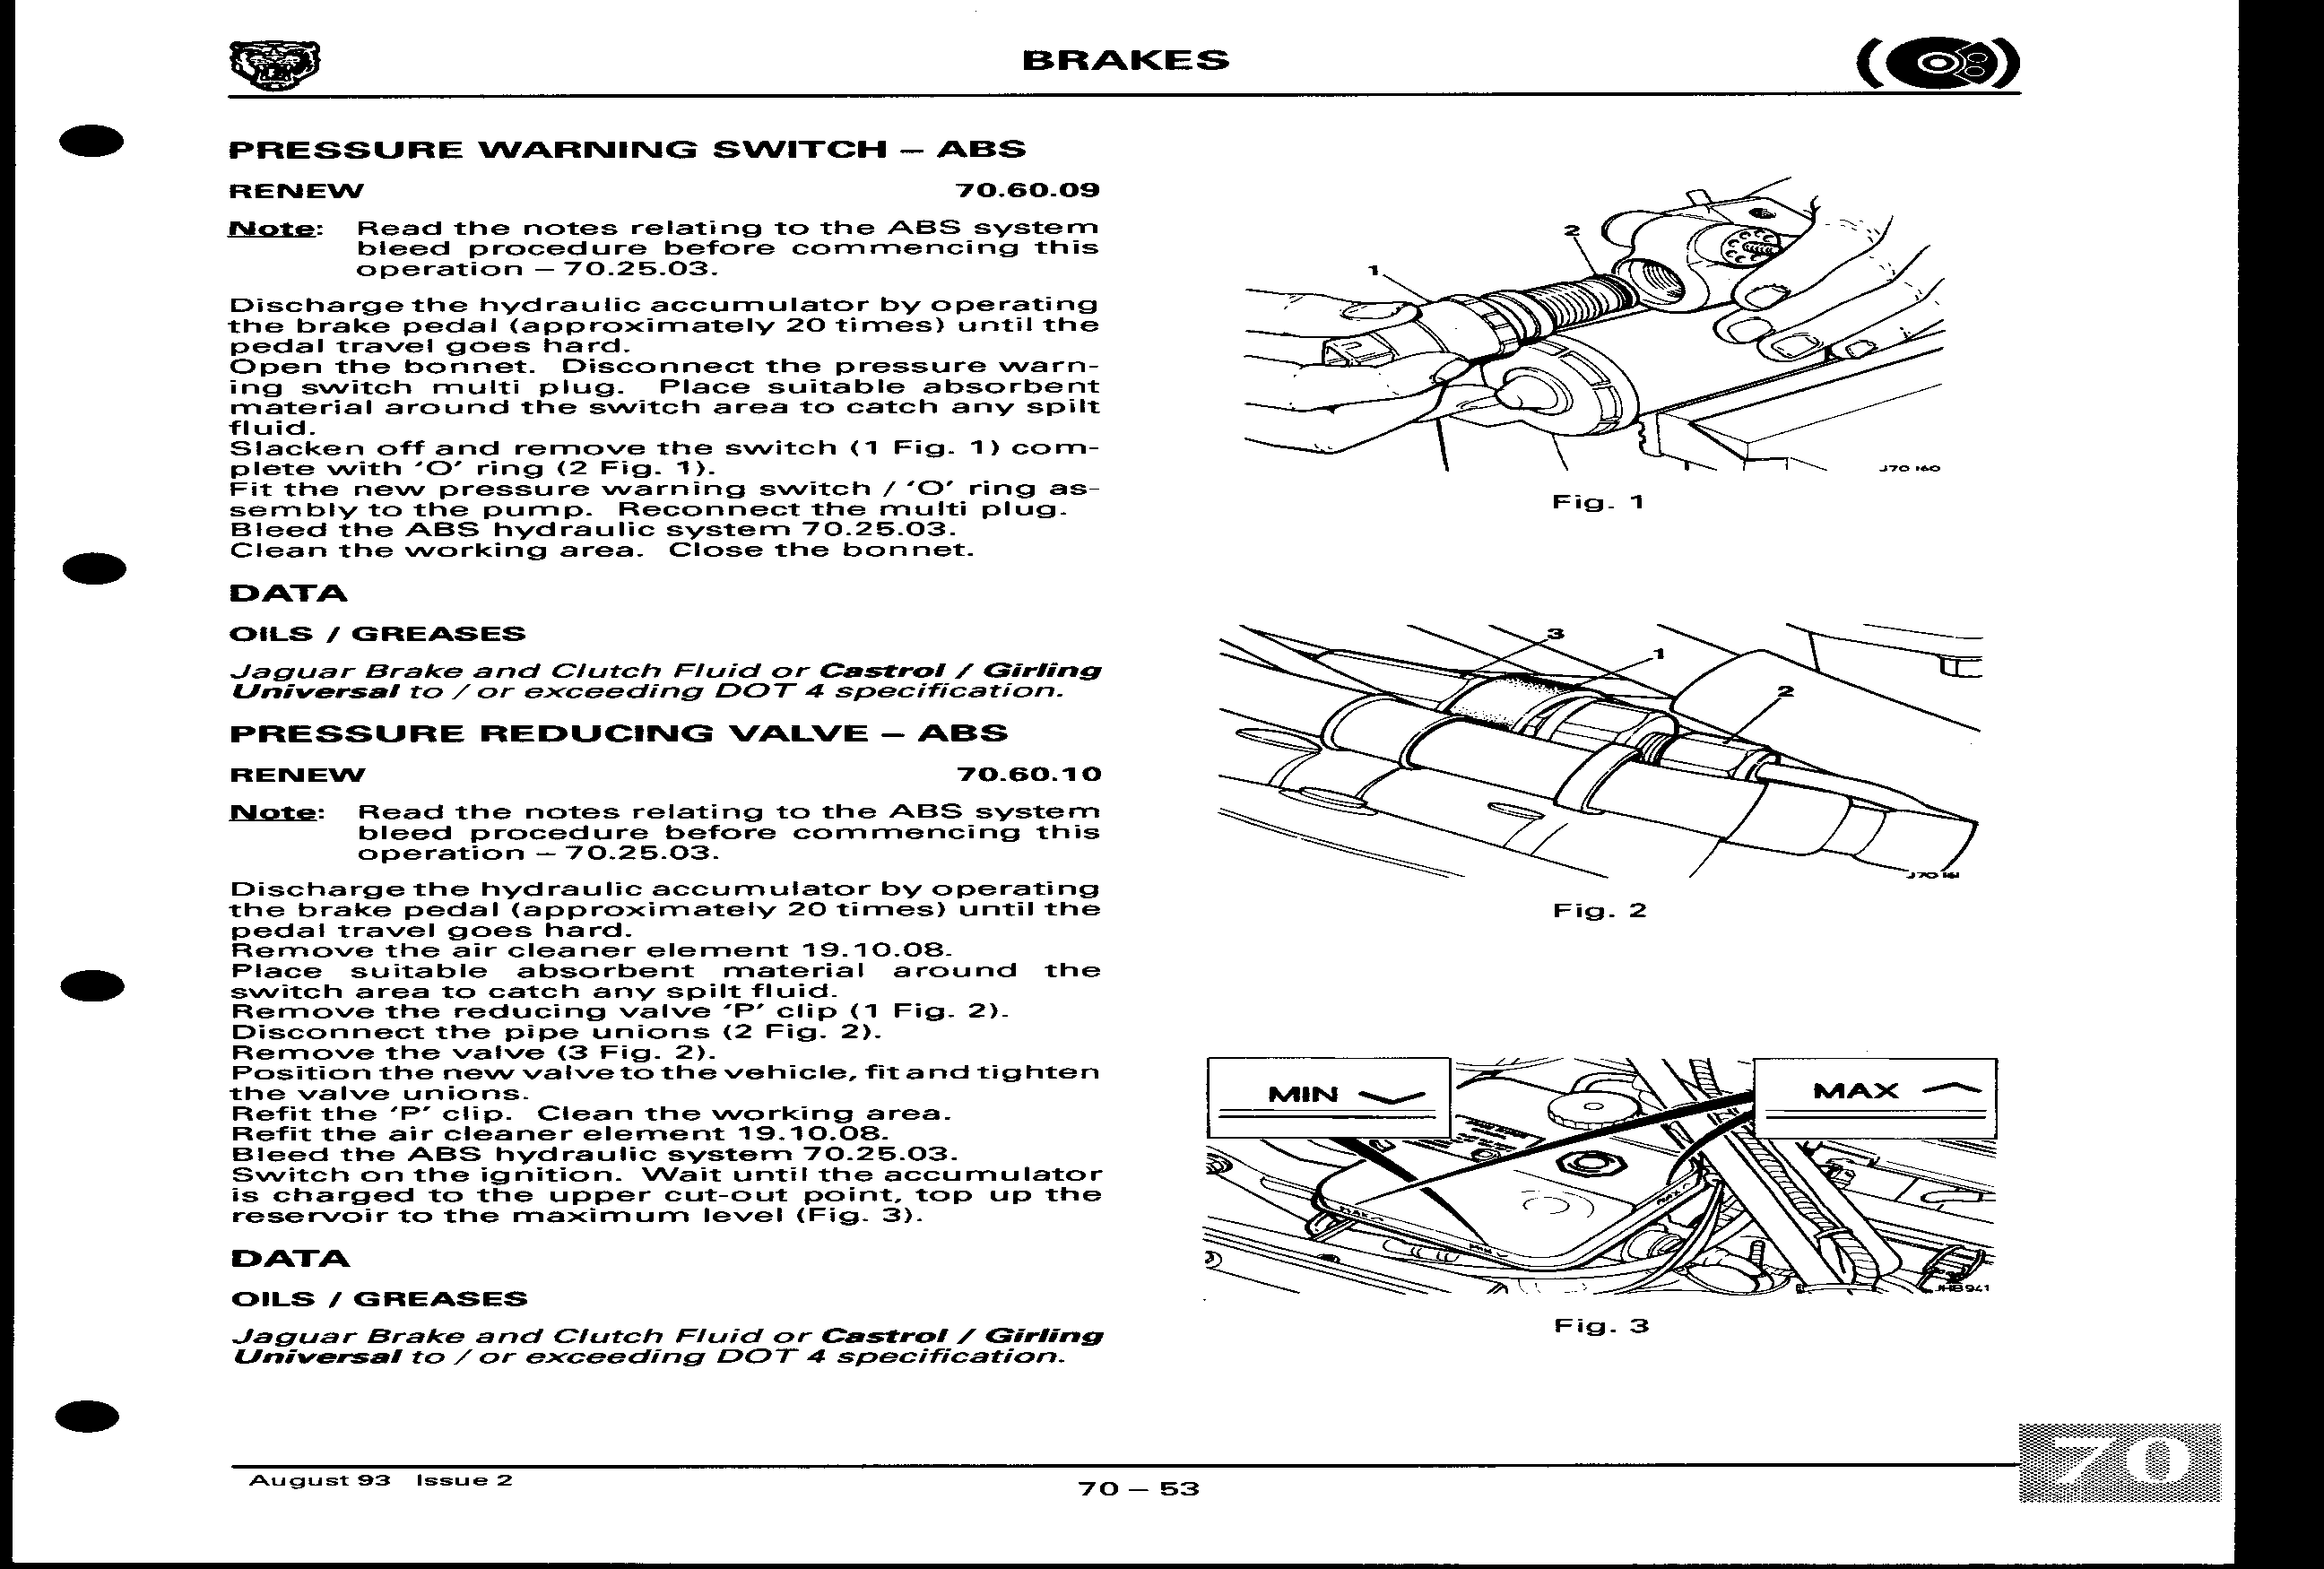 BRAKES
PRESSURE WARNING SWITCH – ABS
RENEW 70.60.09
Note: Read the notes relating to the ABS system
bleed procedure before commencing this
operation – 70.25.03.
Discharge the hydraulic accumulator by operating
the brake pedal (approximately 20 times) until the
pedal travel goes hard.
Open the bonnet. Disconnect the pressure warn-
ing switch multi plug. Place suitable absorbent
material around the switch area to catch any spilt
fluid.
Slacken off and remove the switch (1 Fig. 1) com-
plete with ‘O’ ring (2 Fig. 1).
Fit the new pressure warning switch / ‘O’ ring as-
sembly to the pump. Reconnect the multi plug.
Bleed the ABS hydraulic system 70.25.03.
Clean the working area. Close the bonnet.
DATA
OILS / GREASES
Jaguar Brake and Clutch Fluid or Castrol / Girling
Universal to / or exceeding DOT 4 specification.
PRESSURE REDUCING VALVE – ABS
RENEW 70.60.10
Note: Read the notes relating to the ABS system
bleed procedure before commencing this
operation – 70.25.03.
Discharge the hydraulic accumulator by operating
the brake pedal (approximately 20 times) until the
pedal travel goes hard.
Remove the air cleaner element 19.10.08.
Place suitable absorbent material around the
switch area to catch any spilt fluid.
Remove the reducing valve ‘P’ clip (1 Fig. 2).
Disconnect the pipe unions (2 Fig. 2).
Remove the valve (3 Fig. 2).
Position the new valve to the vehicle, fit and tighten
the valve unions.
Refit the ‘P’ clip. Clean the working area.
Refit the air cleaner element 19.10.08.
Bleed the ABS hydraulic system 70.25.03.
Switch on the ignition. Wait until the accumulator
is charged to the upper cut-out point, top up the
reservoir to the maximum level (Fig. 3).
DATA
OILS / GREASES
Jaguar Brake and Clutch Fluid or Castrol / Girling
Universal to / or exceeding DOT 4 specification.
1
2
J70 160
Fig. 1
3
1
2
J70 161
Fig. 2
MIN
MAX
MAX
JH8 941
Fig. 3
August 93 Issue 2
70 – 53
70